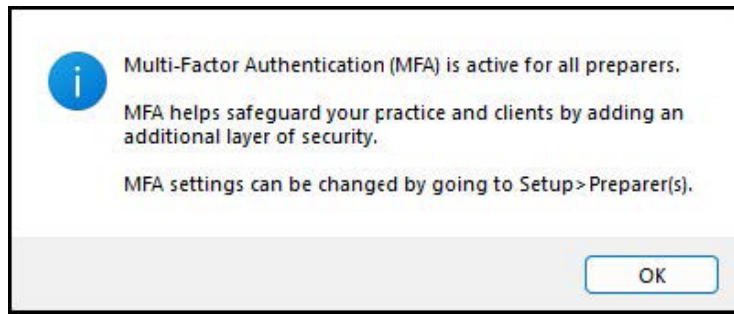 Multi-Factor Authentication (MFA) is active for all preparers.
MFA helps safeguard your practice and clients by adding an
additional layer of security.
MFA settings can be changed by going to Setup>Preparer(s).
OK